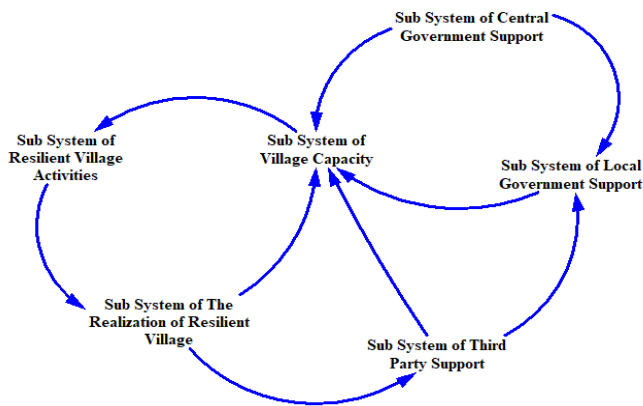 Sub System of Central
Government Support
Sub System of
Resilient Village
Activities
Sub System of
Village Capacity
Sub System of Local
Government Support
Sub System of The
Realization of Resilient
Village
Sub System of Third
Party Support